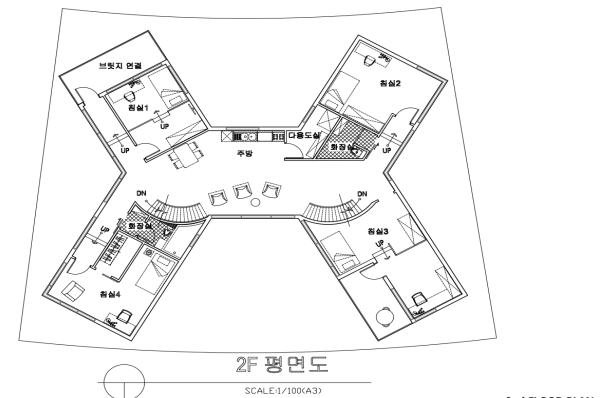 브릿지 연결
침실2
침실1
UP
다용도실
화장실
주방
UP
UP
DN
DN
UP
화장실
침실3
UP
침실4
2F 평면도
SCALE:1/100(A3)